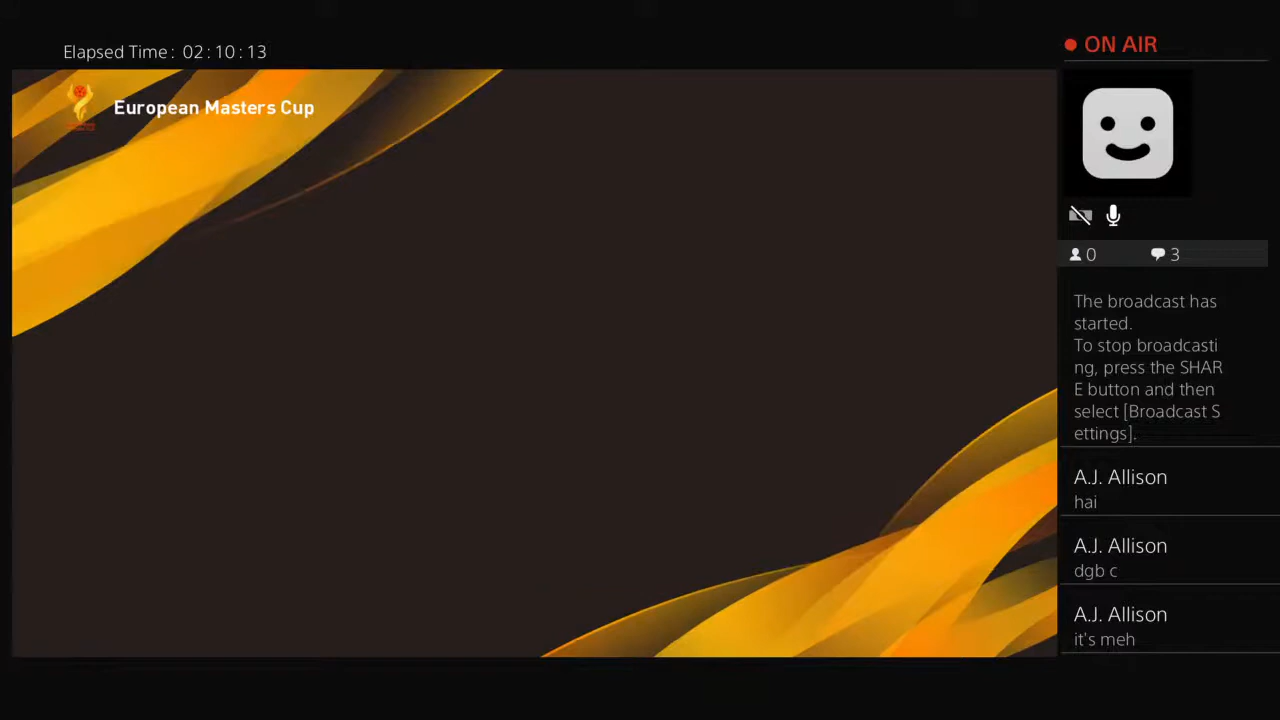 Elapsed Time: 02:10:13
ON AIR
European Masters Cup
0 3
The broadcast has
started.
To stop broadcasti
ng, press the SHAR
E button and then
select [Broadcast S
ettings].
A.J. Allison
hai
A.J. Allison
dgb c
A.J. Allison
it's meh